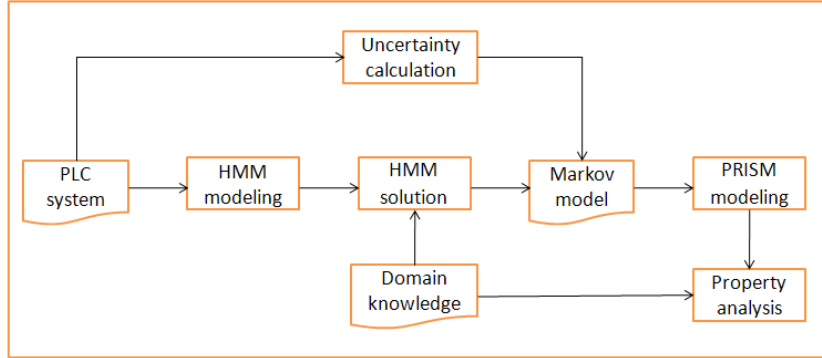 Uncertainty
calculation
PLC
system
HMM
modeling
HMM
solution
Markov
model
PRISM
modeling
Domain
knowledge
Property
analysis